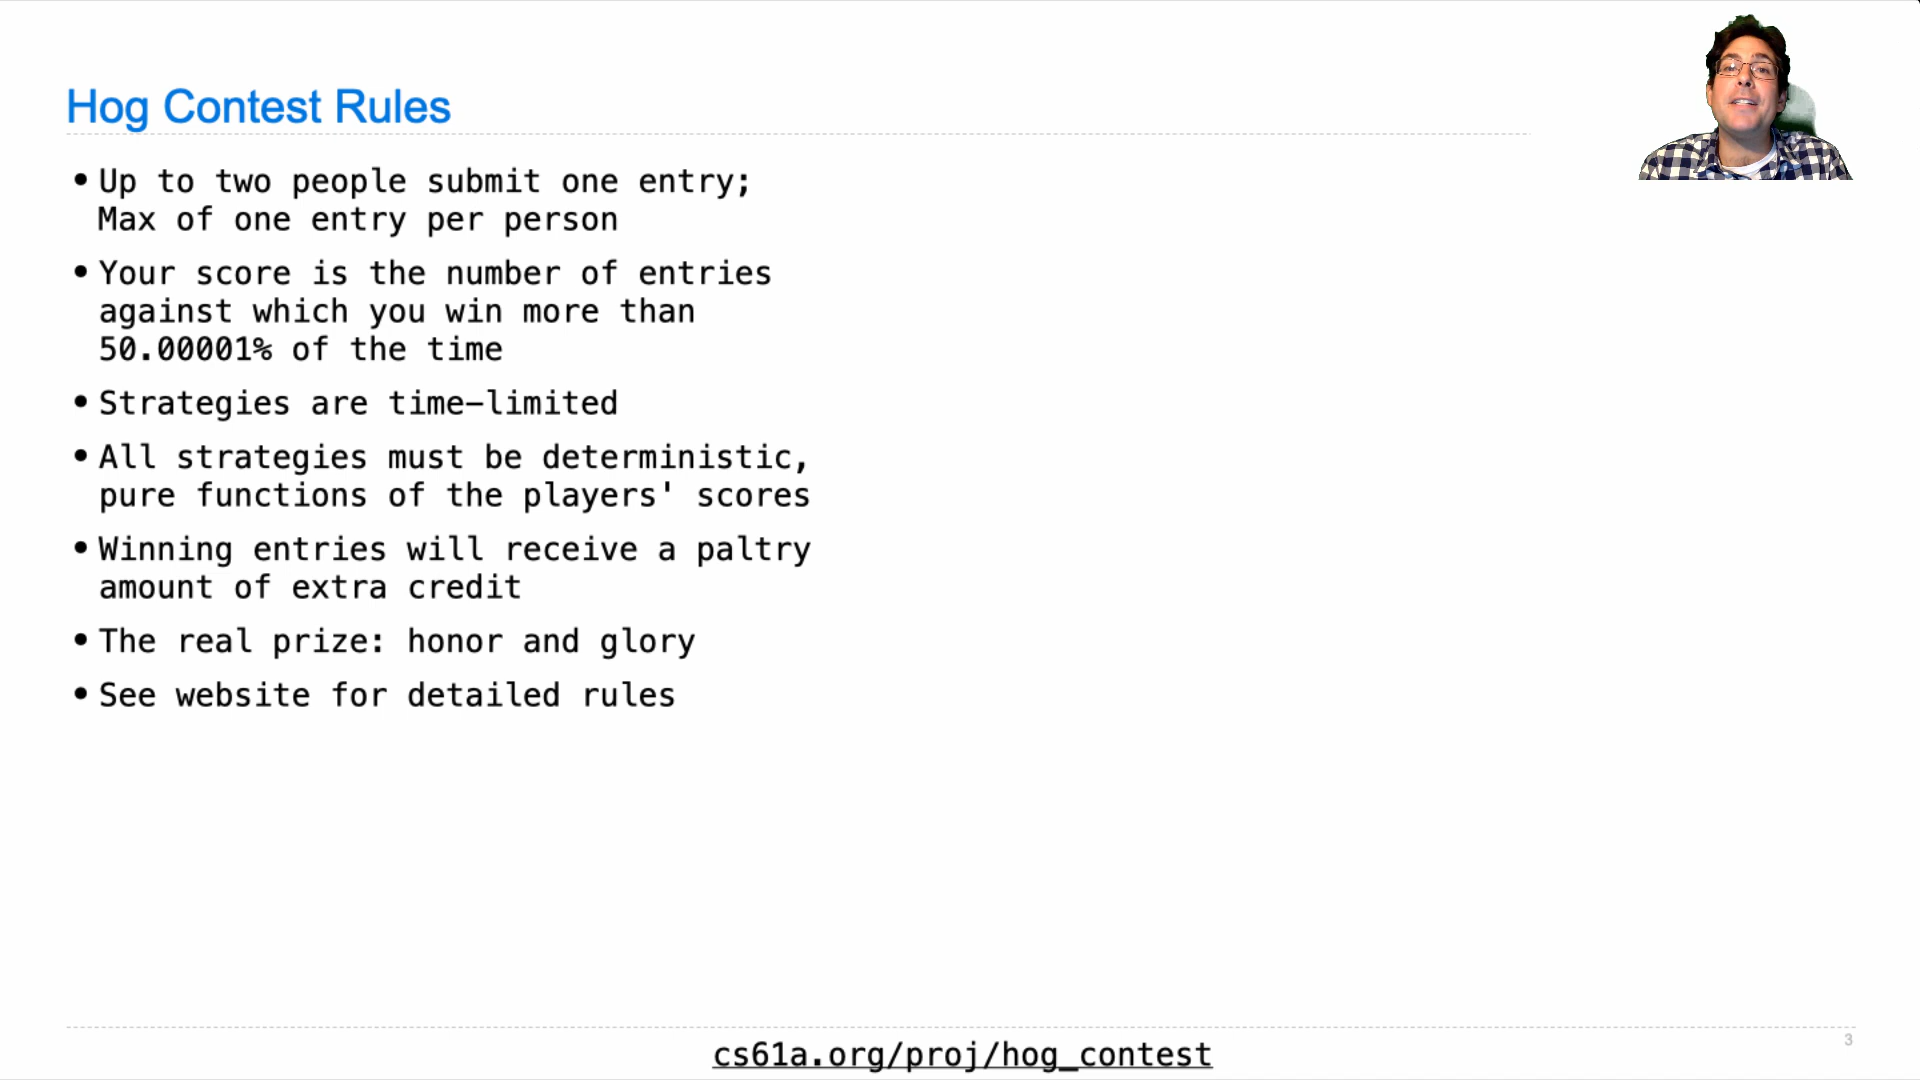 Hog Contest Rules
• Up to two people submit one entry;
Max of one entry per person
• Your score is the number of entries
against which you win more than
50.00001% of the time
• Strategies are time-limited
• All strategies must be deterministic,
pure functions of the players' scores
• Winning entries will receive a paltry
amount of extra credit
• The real prize: honor and glory
• See website for detailed rules
cs61a.org/proj/hog_contest
3